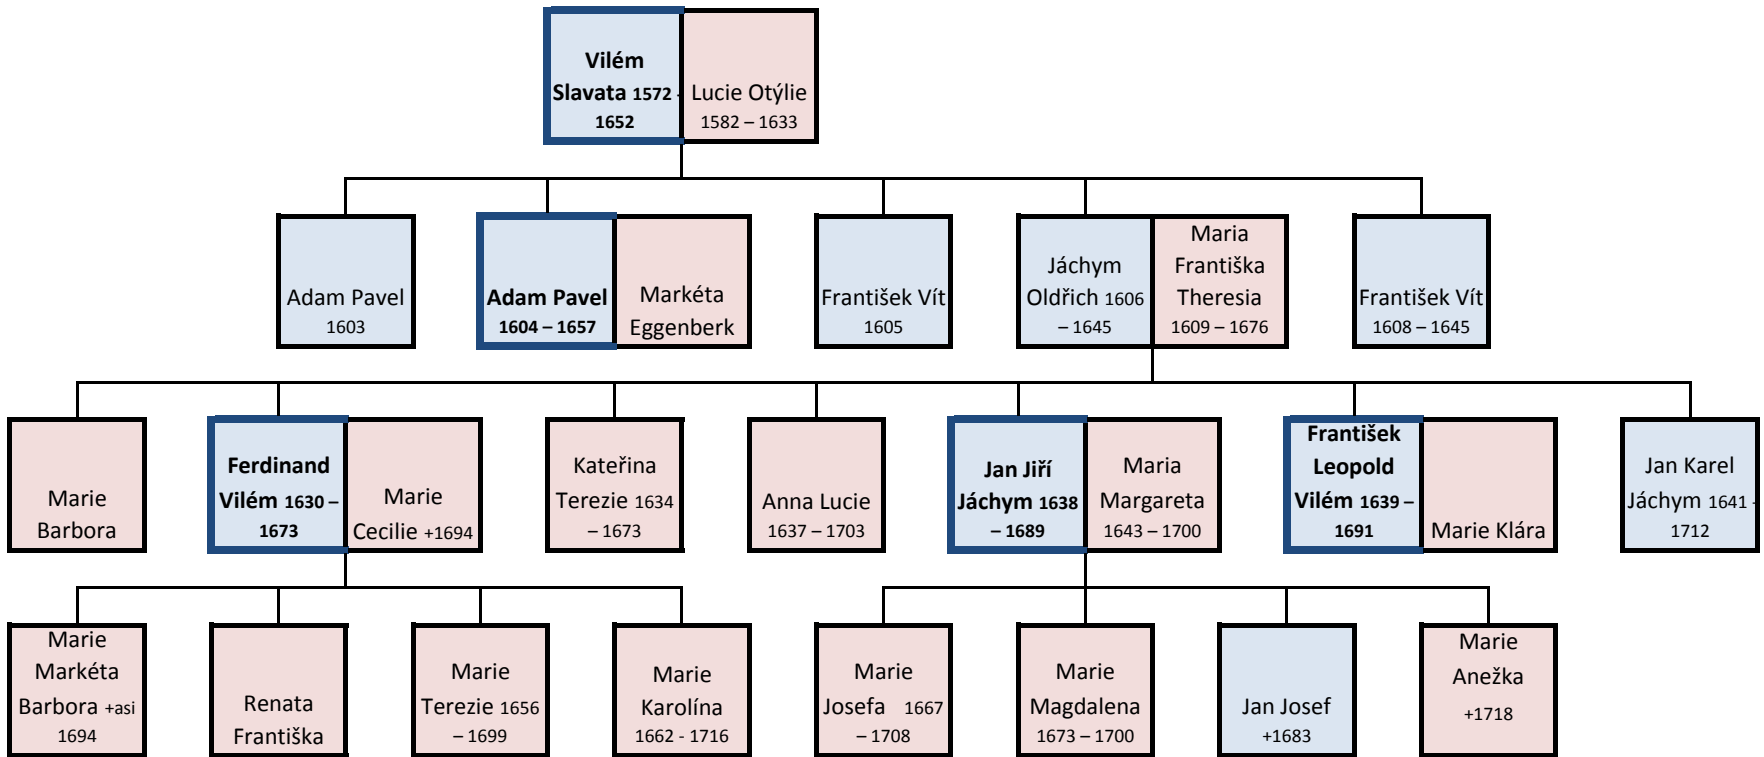 Vilém
Slavata 1572 -
1652
Lucie Otýlie
1582 – 1633
Adam Pavel
1603
Adam Pavel
1604 – 1657
Markéta
Eggenberk
František Vít
1605
Jáchym
Oldřich 1606
– 1645
Maria
Františka
Theresia
1609 – 1676
František Vít
1608 – 1645
Marie
Barbora
Ferdinand
Vilém 1630 –
1673
Marie
Cecilie +1694
Kateřina
Terezie 1634
– 1673
Anna Lucie
1637 – 1703
Jan Jiří
Jáchym 1638
– 1689
Maria
Margareta
1643 – 1700
František
Leopold
Vilém 1639 –
1691
Marie Klára
Jan Karel
Jáchym 1641 -
1712
Marie
Markéta
Barbora +asi
1694
Renata
Františka
Marie
Terezie 1656
– 1699
Marie
Karolína
1662 - 1716
Marie
Josefa 1667
– 1708
Marie
Magdalena
1673 – 1700
Jan Josef
+1683
Marie
Anežka
+1718